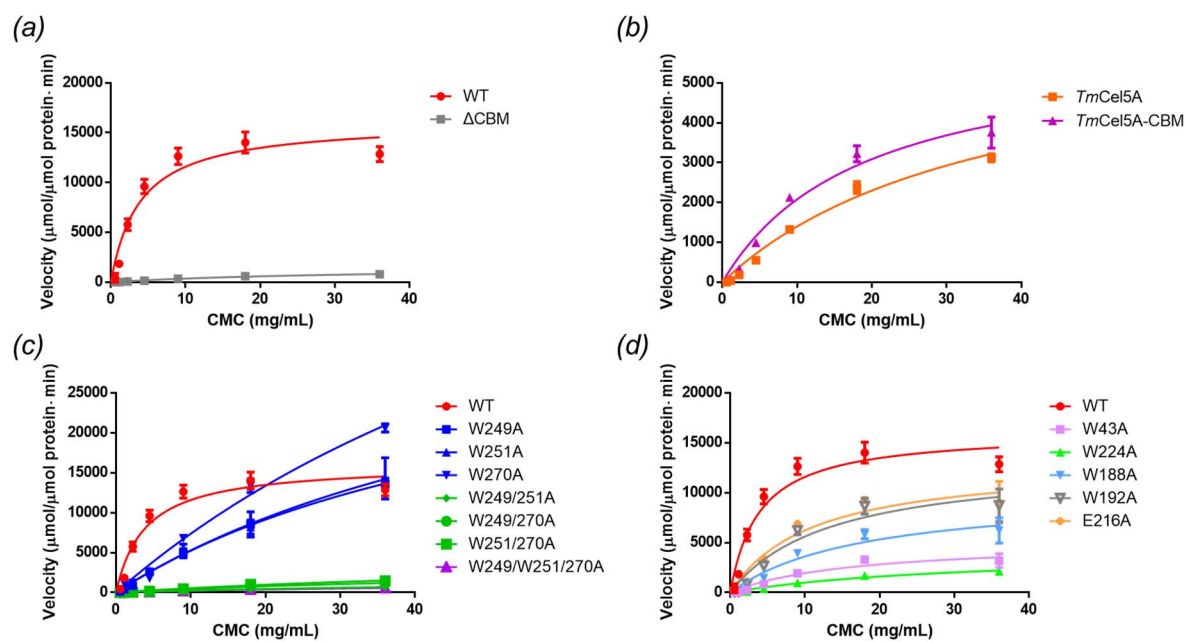 (a)
Velocity (µmol/µmol protein· min)
20000
15000
10000
5000
0
0 10 20 30 40
CMC (mg/mL)
WT
ΔCBM
(b)
Velocity (µmol/µmol protein· min)
5000
4000
3000
2000
1000
0
0 10 20 30 40
CMC (mg/mL)
TmCel5A
TmCel5A-CBM
(c)
Velocity (µmol/µmol protein· min)
25000
20000
15000
10000
5000
0
0 10 20 30 40
CMC (mg/mL)
WT
W249A
W251A
W270A
W249/251A
W249/270A
W251/270A
W249/W251/270A
(d)
Velocity (µmol/µmol protein· min)
20000
15000
10000
5000
0
0 10 20 30 40
CMC (mg/mL)
WT
W43A
W224A
W188A
W192A
E216A